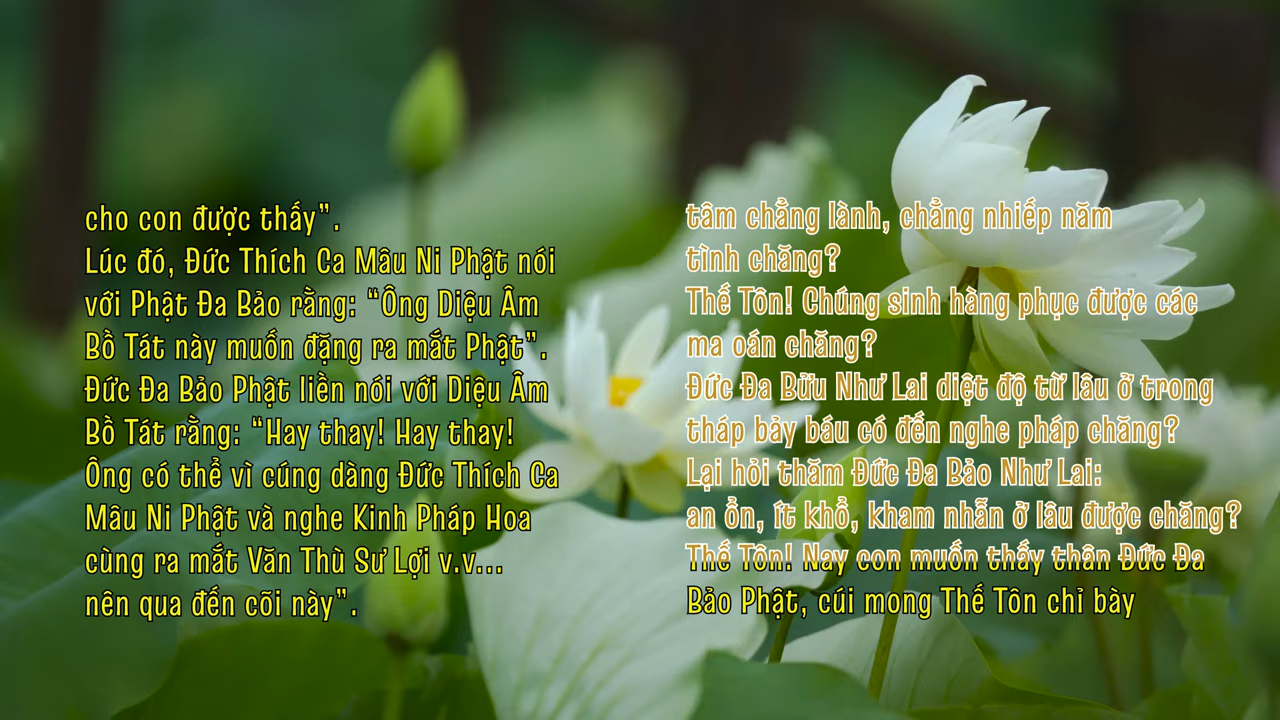 cho con được thấy”.
Lúc đó, Đức Thích Ca Mâu Ni Phật nói
với Phật Đa Bảo rằng: “Ông Diệu Âm
Bồ Tát này muốn đặng ra mắt Phật”.
Đức Đa Bảo Phật liền nói với Diệu Âm
Bồ Tát rằng: “Hay thay! Hay thay!
Ông có thể vì cúng dàng Đức Thích Ca
Mâu Ni Phật và nghe Kinh Pháp Hoa
cùng ra mắt Văn Thù Sư Lợi v.v...
nên qua đến cõi này”.
tâm chẳng lành, chẳng nhiếp năm
tình chăng?
Thế Tôn! Chúng sinh hàng phục được các
ma oán chăng?
Đức Đa Bửu Như Lai diệt độ từ lâu ở trong
tháp bảy báu có đến nghe pháp chăng?
Lại hỏi thăm Đức Đa Bảo Như Lai:
an ổn, ít khổ, kham nhẫn ở lâu được chăng?
Thế Tôn! Nay con muốn thấy thân Đức Đa
Bảo Phật, cúi mong Thế Tôn chỉ bày